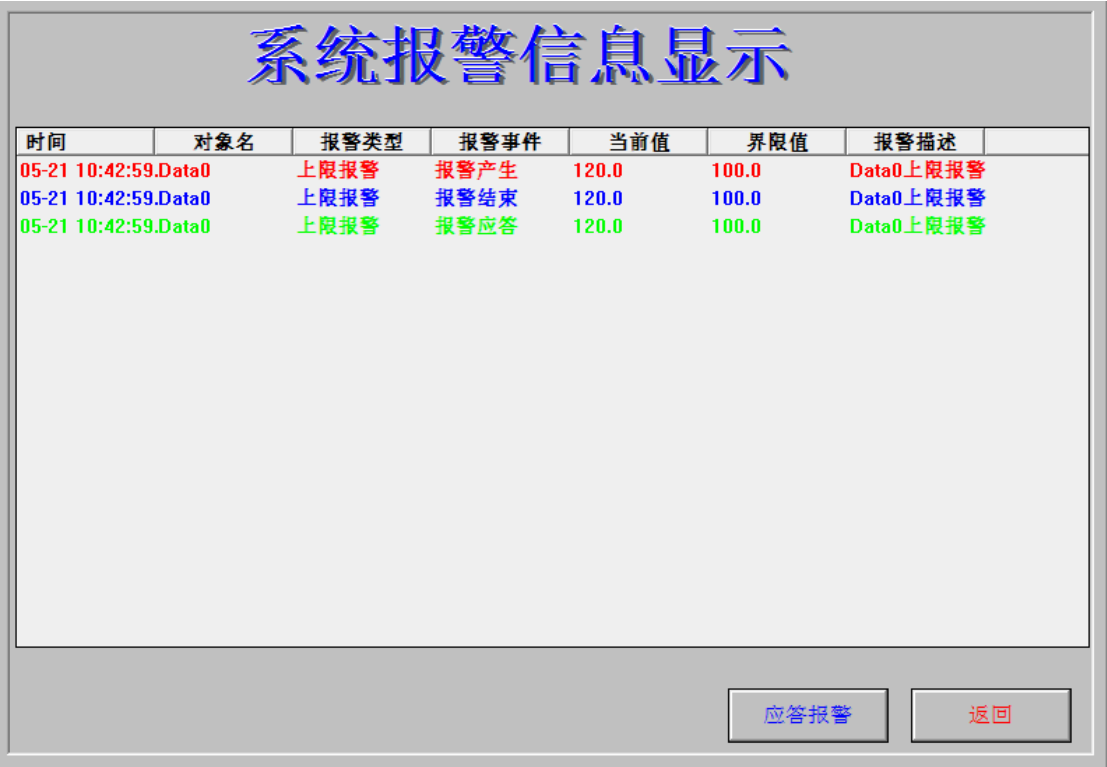 系统报警信息显示
时间 对象名 报警类型 报警事件 当前值 界限值 报警描述
05-21 10:42:59.Data0 上限报警 报警产生 120.0 100.0 Data0上限报警
05-21 10:42:59.Data0 上限报警 报警结束 120.0 100.0 Data0上限报警
05-21 10:42:59.Data0 上限报警 报警应答 120.0 100.0 Data0上限报警
应答报警 返回